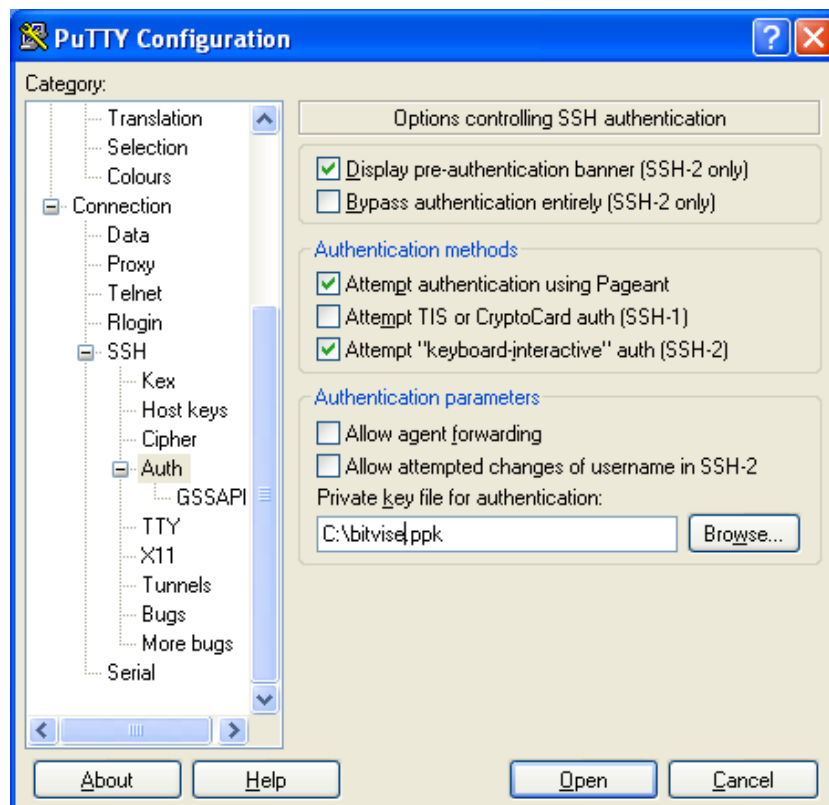 PuTTY Configuration
Category:
Translation
Selection
Colours
Connection
Data
Proxy
Telnet
Rlogin
SSH
Kex
Host keys
Cipher
Auth
GSSAPI
TTY
X11
Tunnels
Bugs
More bugs
Serial
Options controlling SSH authentication
Display pre-authentication banner (SSH-2 only)
Bypass authentication entirely (SSH-2 only)
Authentication methods
Attempt authentication using Pageant
Attempt TIS or CryptoCard auth (SSH-1)
Attempt "keyboard-interactive" auth (SSH-2)
Authentication parameters
Allow agent forwarding
Allow attempted changes of username in SSH-2
Private key file for authentication:
C:\bitvise.ppk
Browse...
About
Help
Open
Cancel